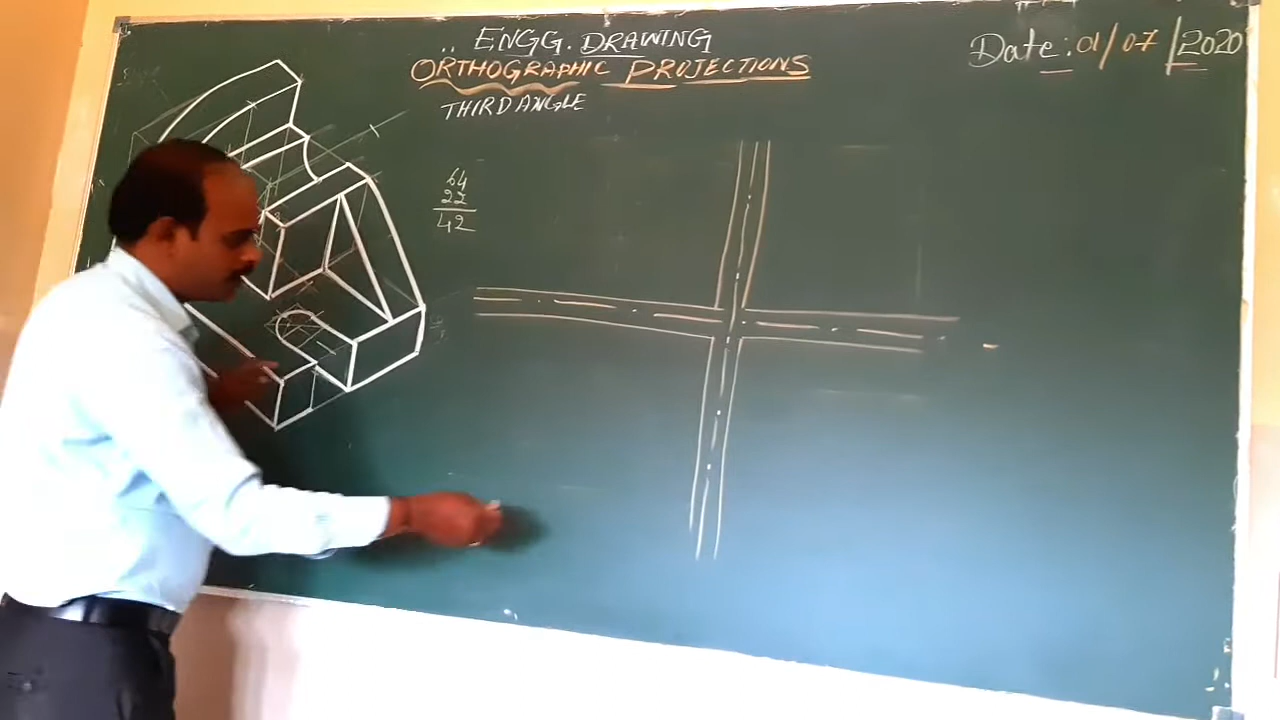 .. ENGG. DRAWING
Date: 01/07/2020
ORTHOGRAPHIC PROJECTIONS
THIRD ANGLE
64
22
42